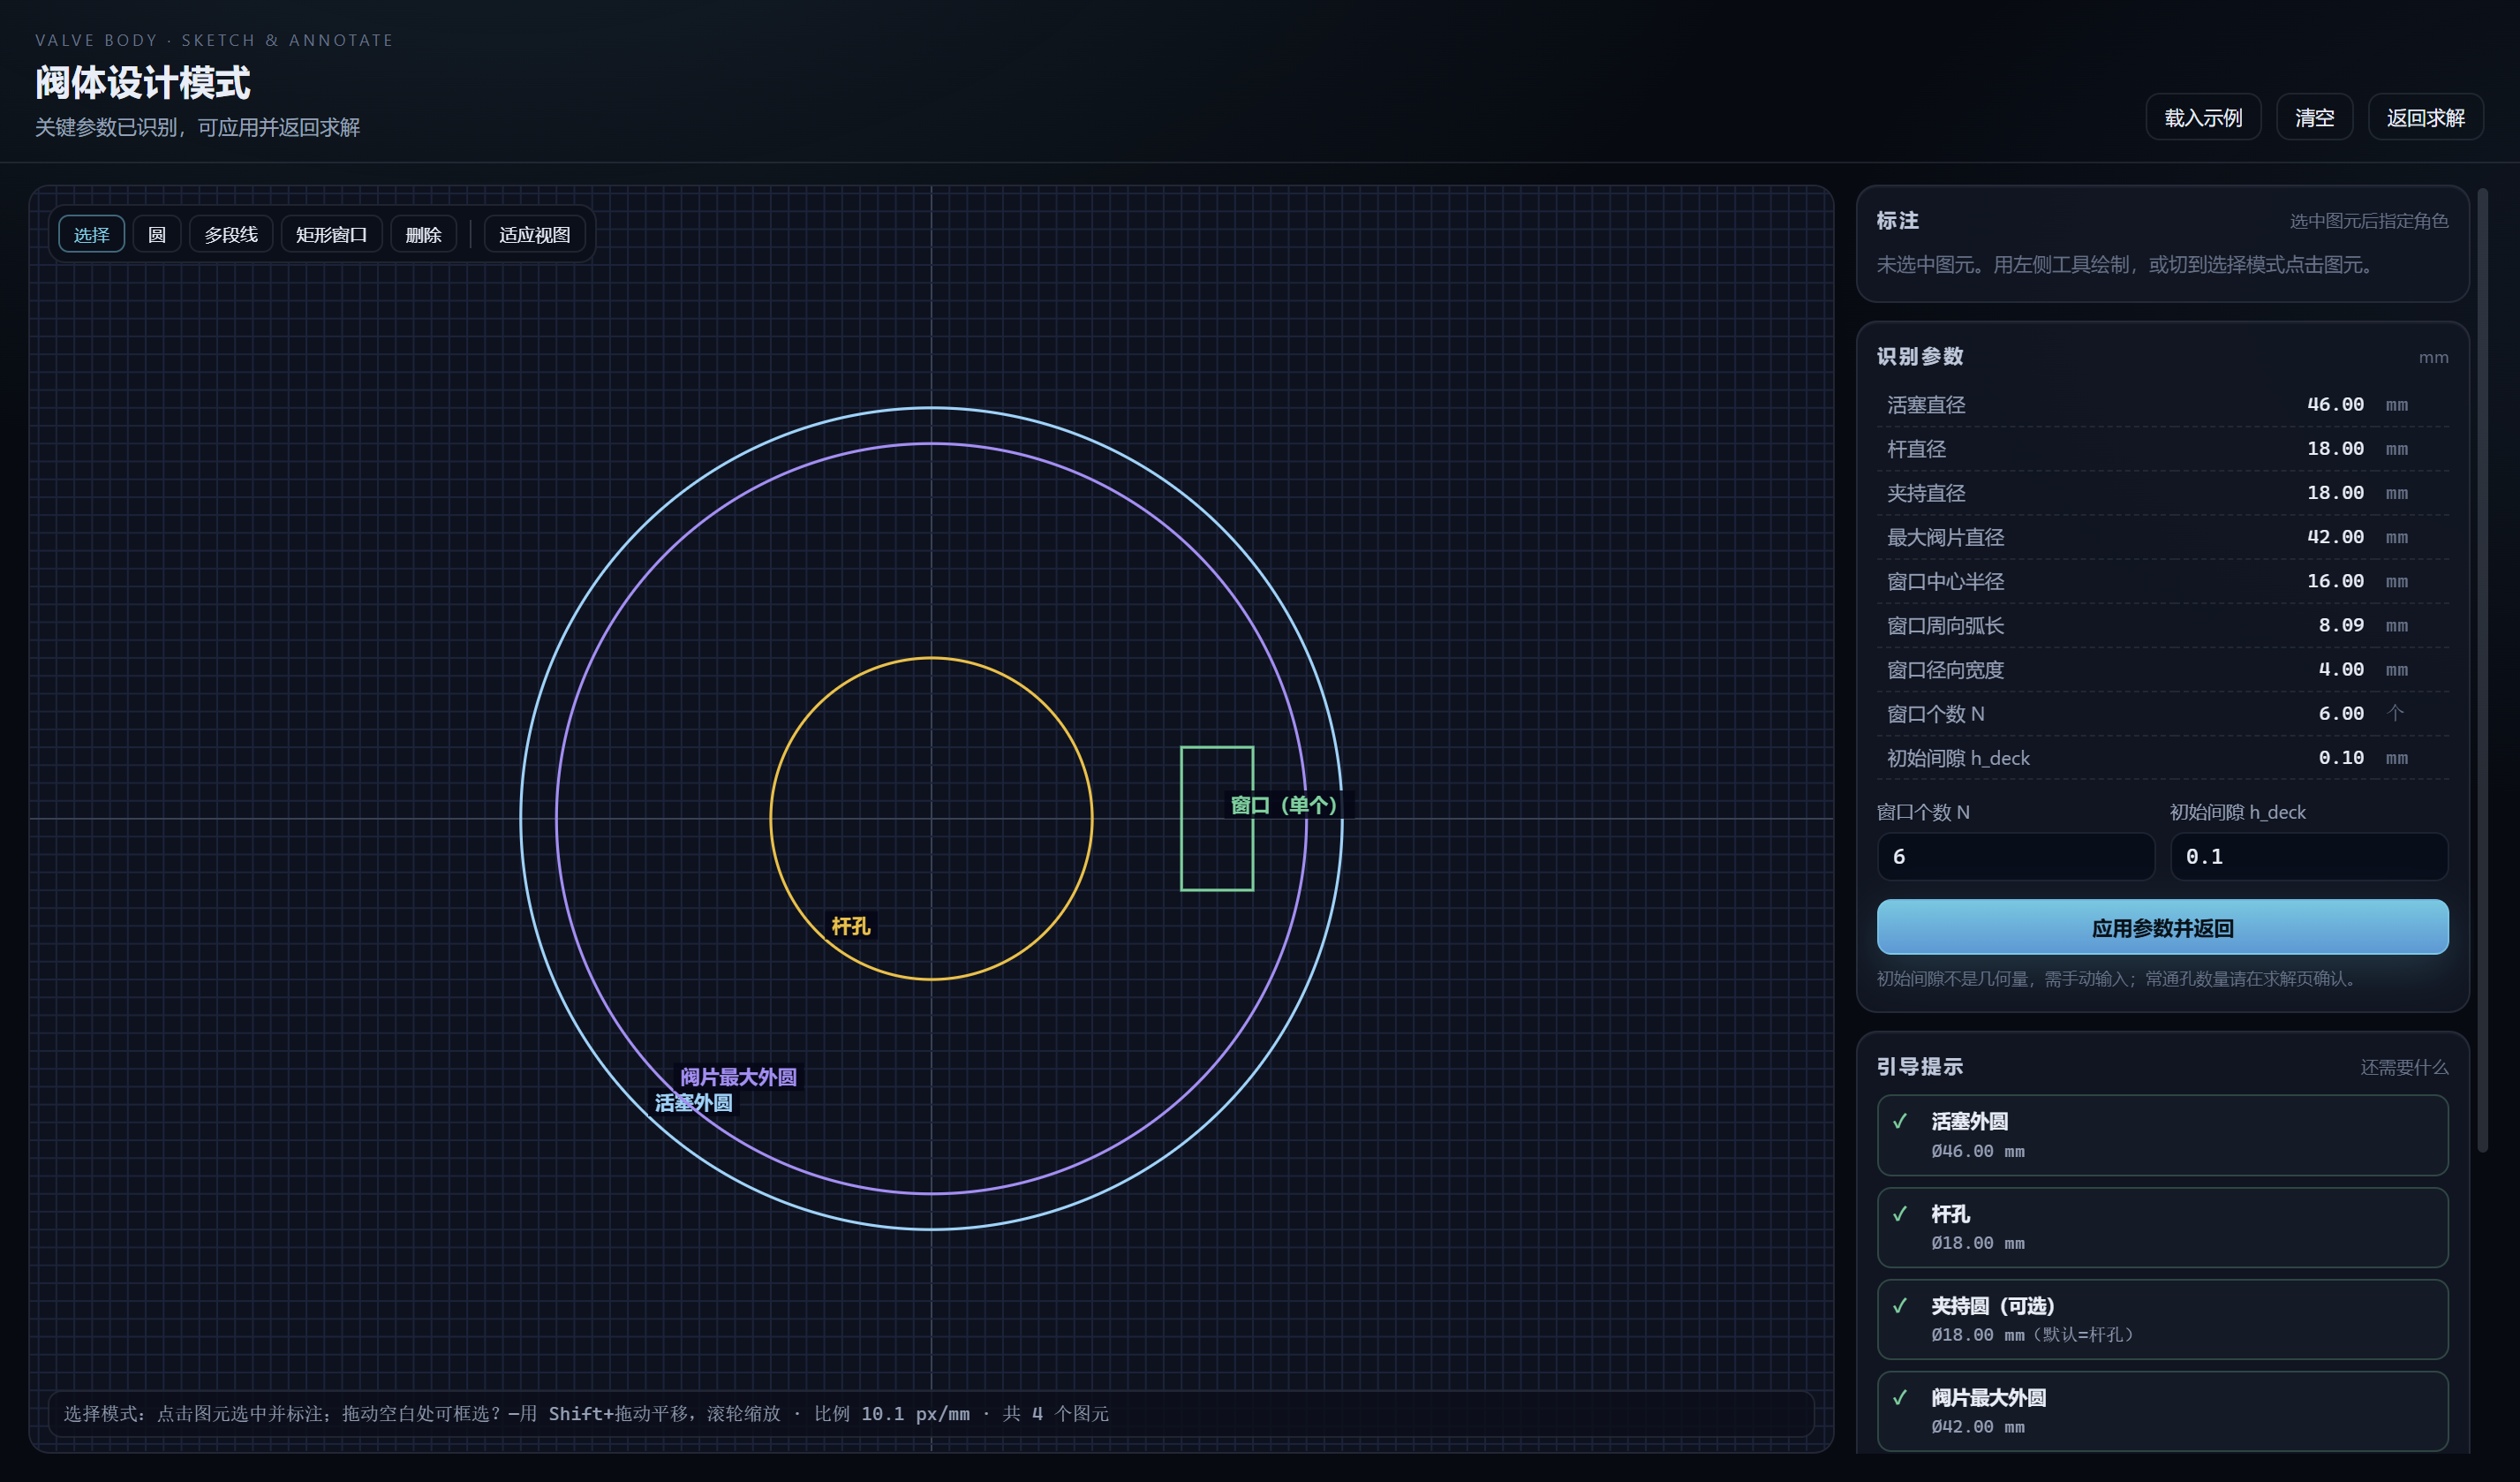 VALVE BODY · SKETCH & ANNOTATE
阀体设计模式
关键参数已识别，可应用并返回求解
载入示例 清空 返回求解
选择 圆 多段线 矩形窗口 删除 适应视图
窗口（单个）
杆孔
阀片最大外圆
活塞外圆
选择模式：点击图元选中并标注；拖动空白处可框选？—用 Shift+拖动平移，滚轮缩放 · 比例 10.1 px/mm · 共 4 个图元
标注 选中图元后指定角色
未选中图元。用左侧工具绘制，或切到选择模式点击图元。
识别参数 mm
活塞直径 46.00 mm
杆直径 18.00 mm
夹持直径 18.00 mm
最大阀片直径 42.00 mm
窗口中心半径 16.00 mm
窗口周向弧长 8.09 mm
窗口径向宽度 4.00 mm
窗口个数 N 6.00 个
初始间隙 h_deck 0.10 mm
窗口个数 N 初始间隙 h_deck
6 0.1
应用参数并返回
初始间隙不是几何量，需手动输入；常通孔数量请在求解页确认。
引导提示 还需要什么
✓ 活塞外圆
Ø46.00 mm
✓ 杆孔
Ø18.00 mm
✓ 夹持圆（可选）
Ø18.00 mm（默认=杆孔）
✓ 阀片最大外圆
Ø42.00 mm